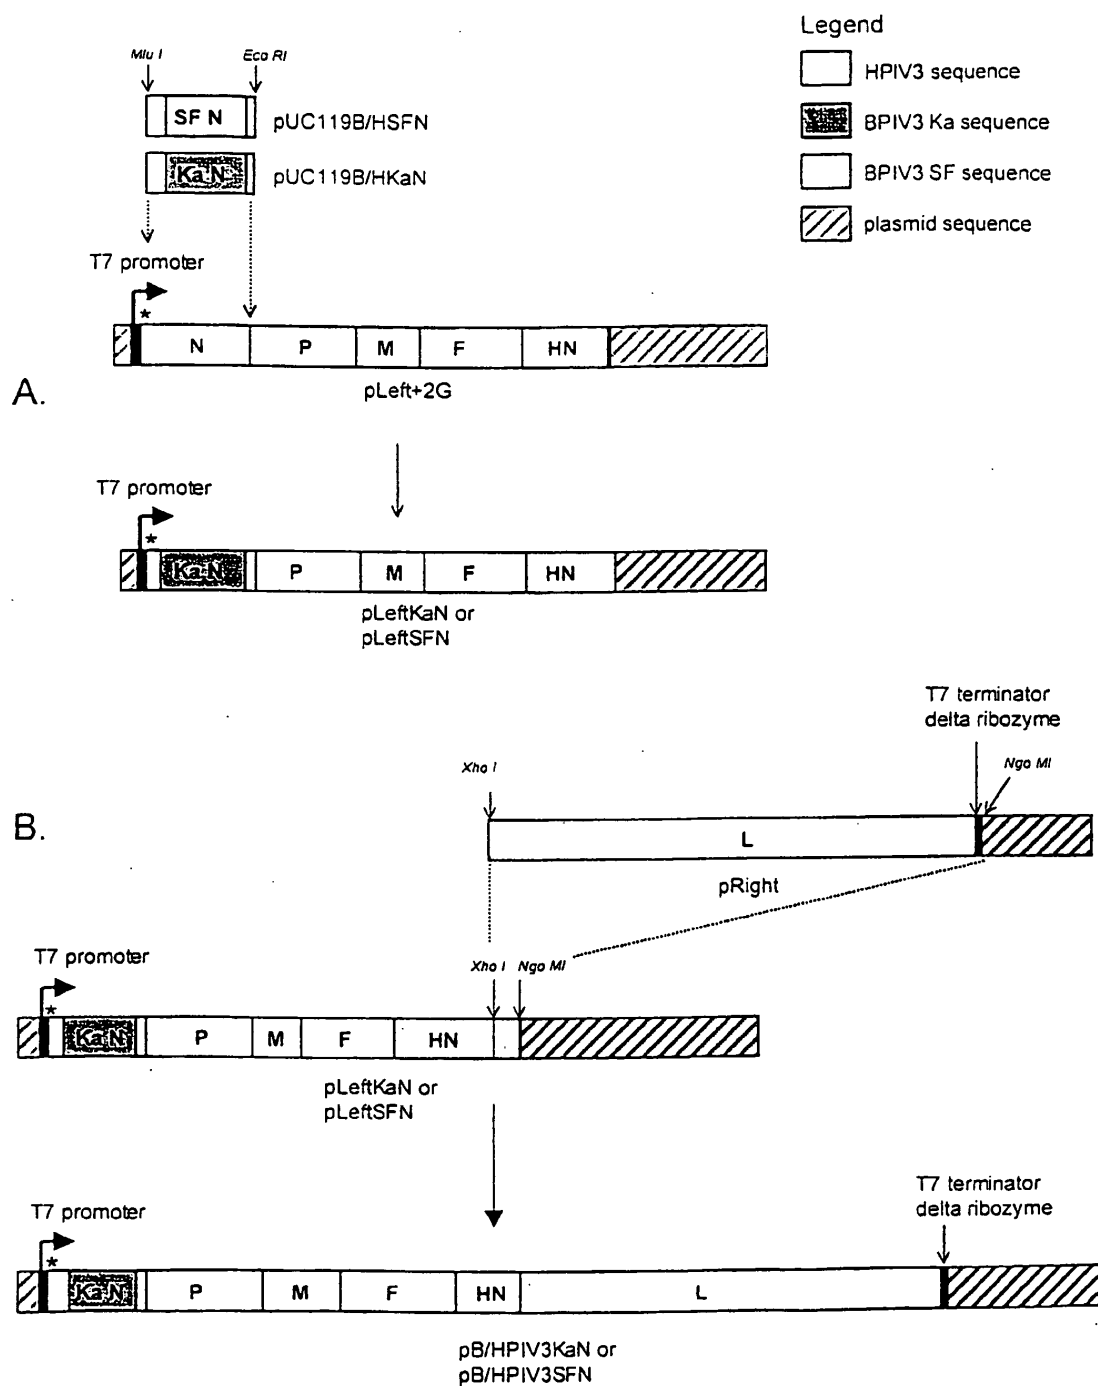 Legend
HPIV3 sequence
BPIV3 Ka sequence
BPIV3 SF sequence
plasmid sequence
Mlu I
Eco RI
SF N
pUC119B/HSFN
Ka N
pUC119B/HKaN
T7 promoter
*
N P M F HN
pLeft+2G
A.
T7 promoter
*
Ka N P M F HN
pLeftKaN or
pLeftSFN
T7 terminator
delta ribozyme
Xho I
Ngo MI
B.
L
pRight
T7 promoter
Xho I Ngo MI
*
Ka N P M F HN
pLeftKaN or
pLeftSFN
T7 terminator
delta ribozyme
T7 promoter
*
Ka N P M F HN L
pB/HPIV3KaN or
pB/HPIV3SFN